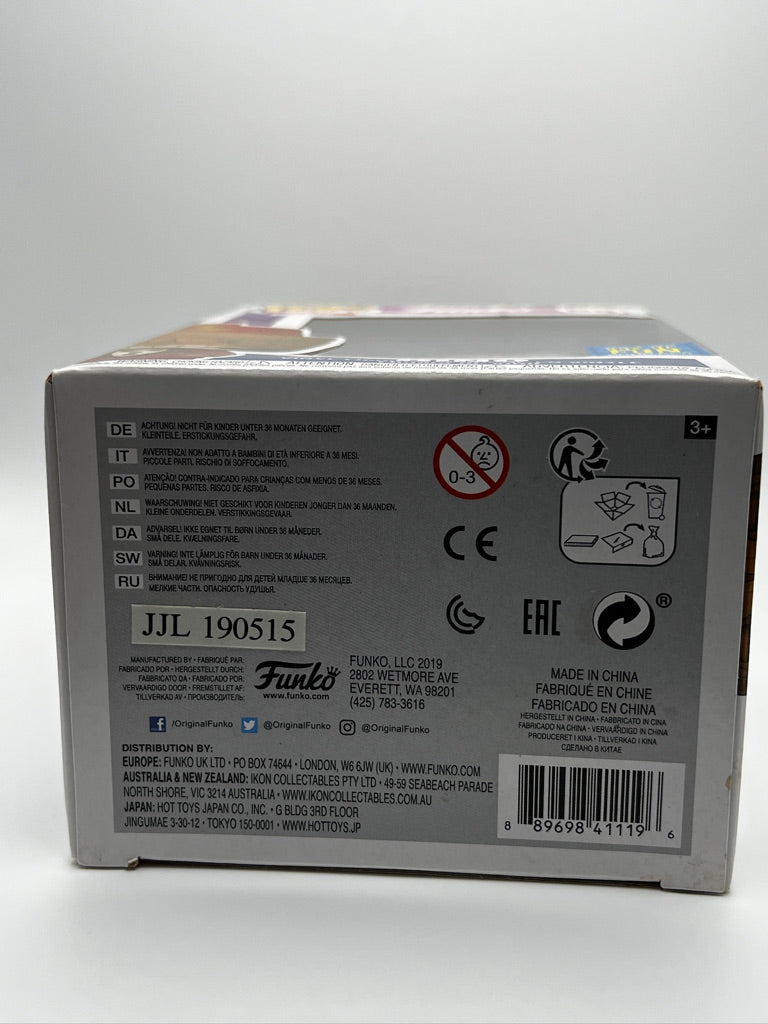 ATTENTION:
ADVERTENCIA:
3+
DE ACHTUNG! NICHT FÜR KINDER UNTER 36 MONATEN GEEIGNET.
KLEINTEILE. ERSTICKUNGSGEFAHR.
IT AVVERTENZA! NON ADATTO A BAMBINI DI ETÀ INFERIORE A 36 MESI.
PICCOLE PARTI. RISCHIO DI SOFFOCAMENTO.
PO ATENÇÃO! CONTRA-INDICADO PARA CRIANÇAS COM MENOS DE 36 MESES.
PEQUENAS PARTES. RISCO DE ASFIXIA.
NL WAARSCHUWING! NIET GESCHIKT VOOR KINDEREN JONGER DAN 36 MAANDEN.
KLEINE ONDERDELEN. VERSTIKKINGSGEVAAR.
DA ADVARSEL! IKKE EGNET TIL BØRN UNDER 36 MÅNEDER.
SMÅ DELE. KVÆLNINGSFARE.
SW VARNING! INTE LÄMPLIG FÖR BARN UNDER 36 MÅNADER.
SMÅ DELAR. KVÄVNINGSRISK.
RU ВНИМАНИЕ! НЕ ПРИГОДНО ДЛЯ ДЕТЕЙ МЛАДШЕ 36 МЕСЯЦЕВ.
МЕЛКИЕ ЧАСТИ. ОПАСНОСТЬ УДУШЬЯ.
0-3
CE
EAC
®
JJL 190515
MANUFACTURED BY · FABRIQUÉ PAR:
FABRICADO POR · HERGESTELLT DURCH:
FABBRICATO DA · FABRICADO POR:
VERVAARDIGD DOOR · FREMSTILLET AF:
TILLVERKAD AV · ПРОИЗВОДИТЕЛЬ:
Funko
www.funko.com
FUNKO, LLC 2019
2802 WETMORE AVE
EVERETT, WA 98201
(425) 783-3616
/OriginalFunko @OriginalFunko @OriginalFunko
MADE IN CHINA
FABRIQUÉ EN CHINE
FABRICADO EN CHINA
HERGESTELLT IN CHINA · FABBRICATO IN CINA
FABRICADO NA CHINA · VERVAARDIGD IN CHINA
PRODUCERET I KINA · TILLVERKAD I KINA
СДЕЛАНО В КИТАЕ
DISTRIBUTION BY:
EUROPE: FUNKO UK LTD · PO BOX 74644 · LONDON, W6 6JW (UK) · WWW.FUNKO.COM
AUSTRALIA & NEW ZEALAND: IKON COLLECTABLES PTY LTD · 49-59 SEABEACH PARADE
NORTH SHORE, VIC 3214 AUSTRALIA · WWW.IKONCOLLECTABLES.COM.AU
JAPAN: HOT TOYS JAPAN CO., INC. · G BLDG 3RD FLOOR
JINGUMAE 3-30-12 · TOKYO 150-0001 · WWW.HOTTOYS.JP
8 89698 41119 6